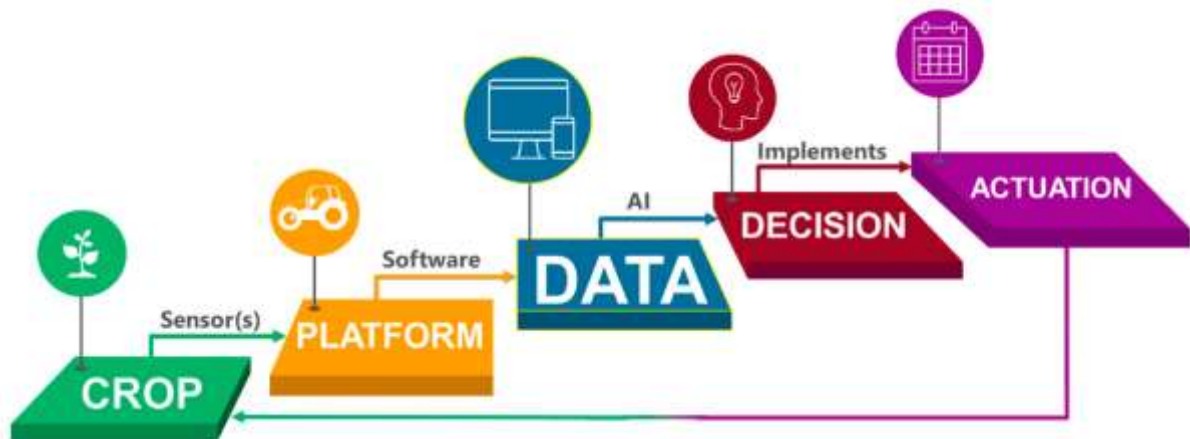 CROP
Sensor(s)
PLATFORM
Software
DATA
AI
DECISION
Implements
ACTUATION